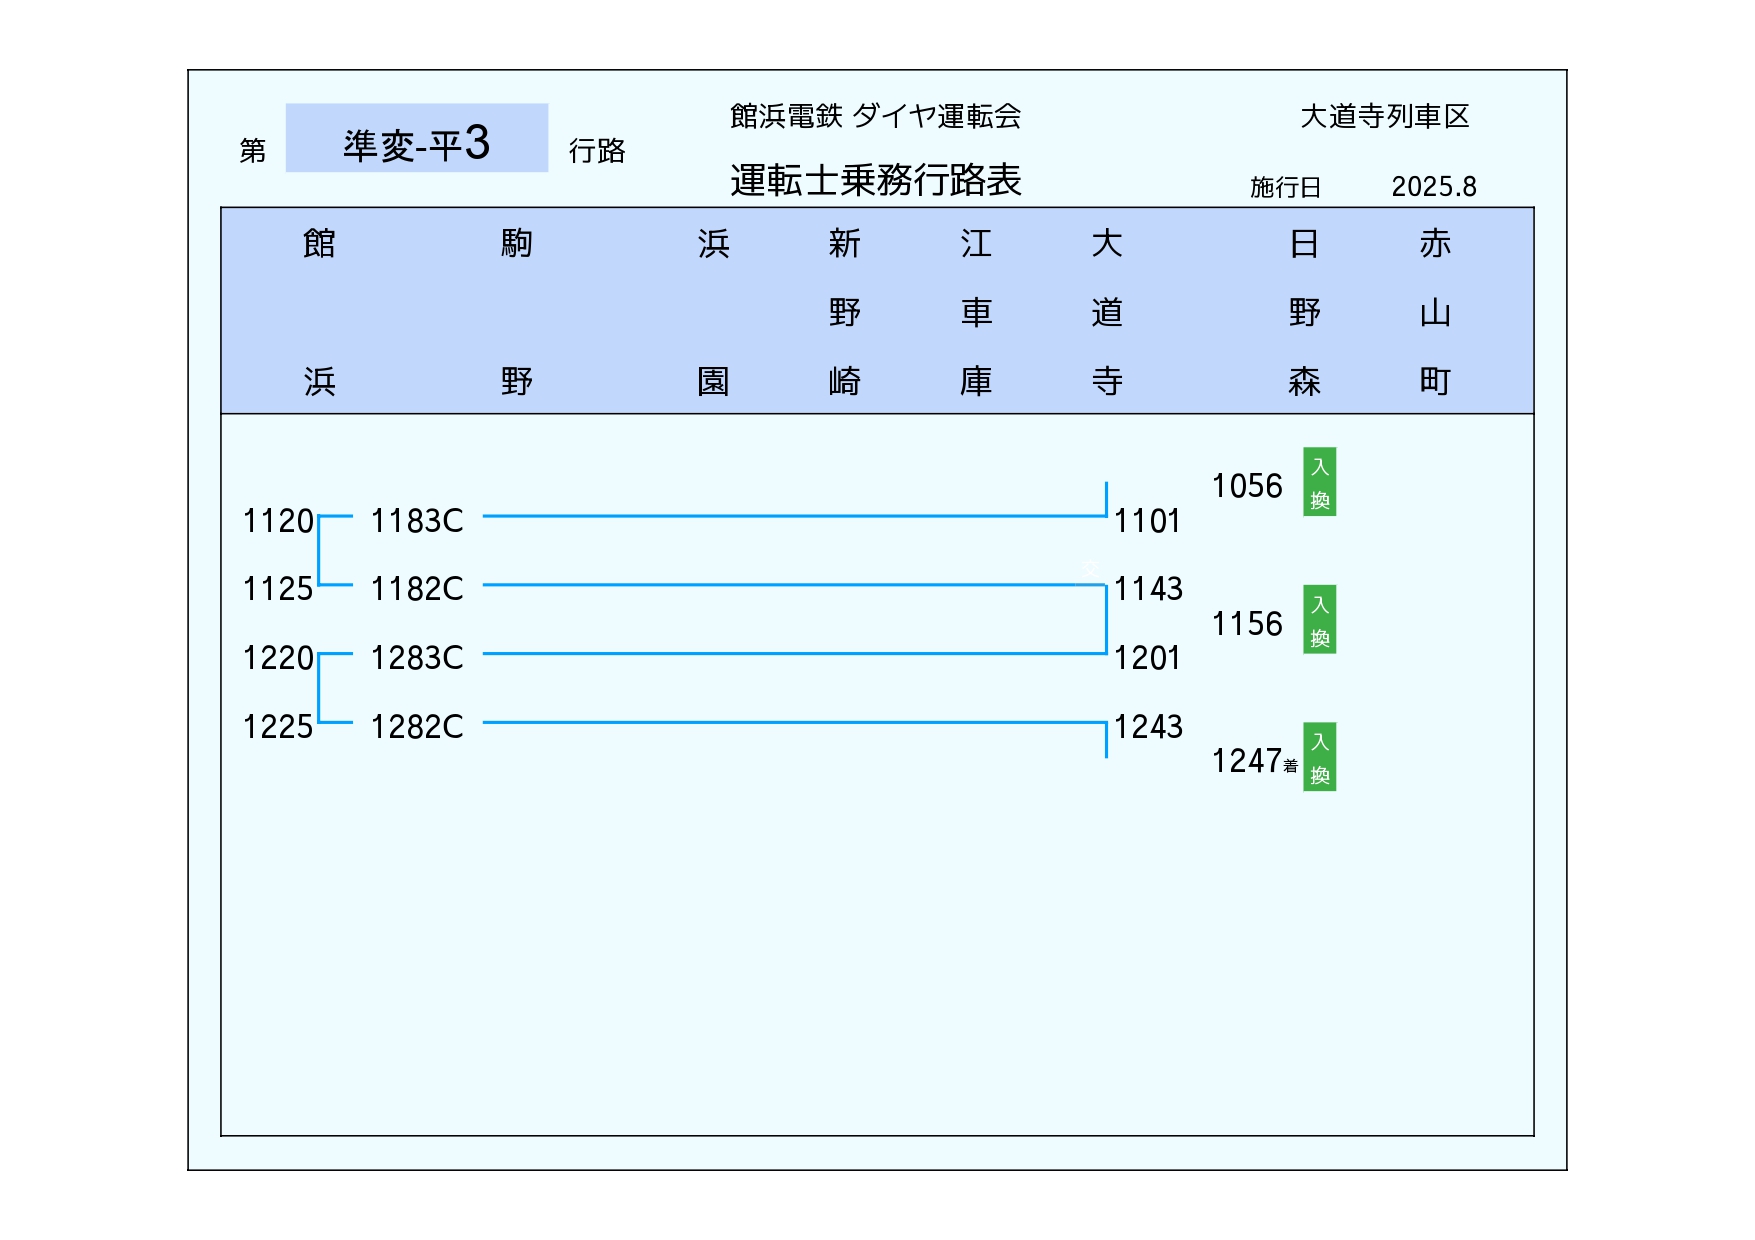 館浜電鉄 ダイヤ運転会
大道寺列車区
第 準変-平3 行路
運転士乗務行路表
施行日 2025.8
館浜
駒野
浜園
新野崎
江車庫
大道寺
日野森
赤山町
1056 入換
1120 1183C 1101
1125 1182C 1143
1156 入換
1220 1283C 1201
1225 1282C 1243
1247着 入換